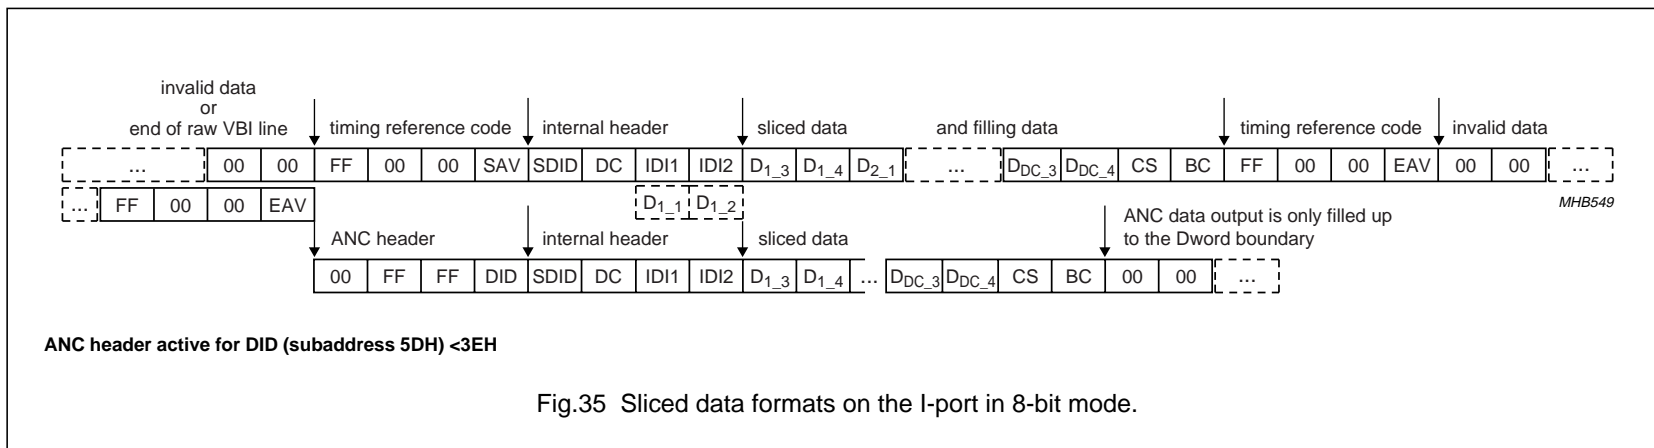 invalid data
or
end of raw VBI line
timing reference code internal header sliced data and filling data timing reference code invalid data
... 00 00 FF 00 00 SAV SDID DC IDI1 IDI2 D1_3 D1_4 D2_1 ... DDC_3 DDC_4 CS BC FF 00 00 EAV 00 00 ...
... FF 00 00 EAV D1_1 D1_2 MHB549
ANC header internal header sliced data ANC data output is only filled up
to the Dword boundary
00 FF FF DID SDID DC IDI1 IDI2 D1_3 D1_4 ... DDC_3 DDC_4 CS BC 00 00 ...
ANC header active for DID (subaddress 5DH) <3EH
Fig.35 Sliced data formats on the I-port in 8-bit mode.